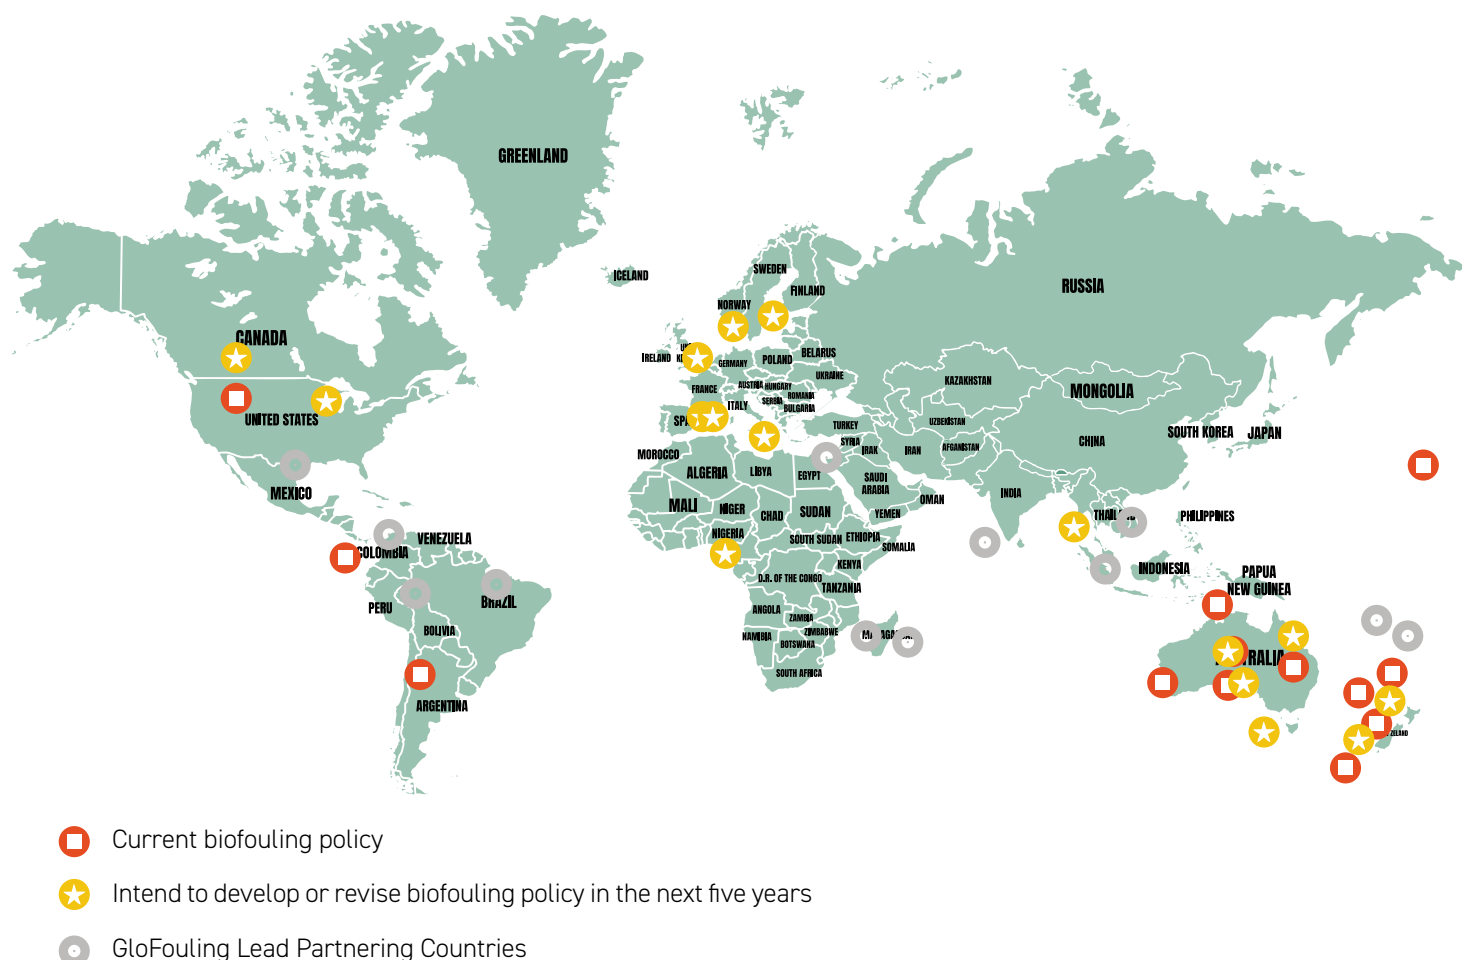 GREENLAND
ICELAND
SWEDEN
FINLAND
NORWAY
RUSSIA
CANADA
IRELAND
GERMANY
POLAND
BELARUS
UKRAINE
FRANCE
AUSTRIA
HUNGARY
ROMANIA
SERBIA
BULGARIA
ITALY
KAZAKHSTAN
MONGOLIA
UNITED STATES
UZBEKISTAN
TURKEY
SYRIA
IRAK
IRAN
AFGANISTAN
CHINA
SOUTH KOREA
JAPAN
MOROCCO
ALGERIA
LIBYA
EGYPT
SAUDI
ARABIA
OMAN
INDIA
MEXICO
MALI
NIGER
CHAD
SUDAN
YEMEN
PHILIPPINES
VENEZUELA
COLOMBIA
NIGERIA
SOUTH SUDAN
ETHIOPIA
SOMALIA
KENYA
INDONESIA
PAPUA
NEW GUINEA
D.R. OF THE CONGO
TANZANIA
BRAZIL
PERU
BOLIVIA
ANGOLA
ZAMBIA
ZIMBABWE
NAMIBIA
BOTSWANA
SOUTH AFRICA
ARGENTINA
Current biofouling policy
Intend to develop or revise biofouling policy in the next five years
GloFouling Lead Partnering Countries